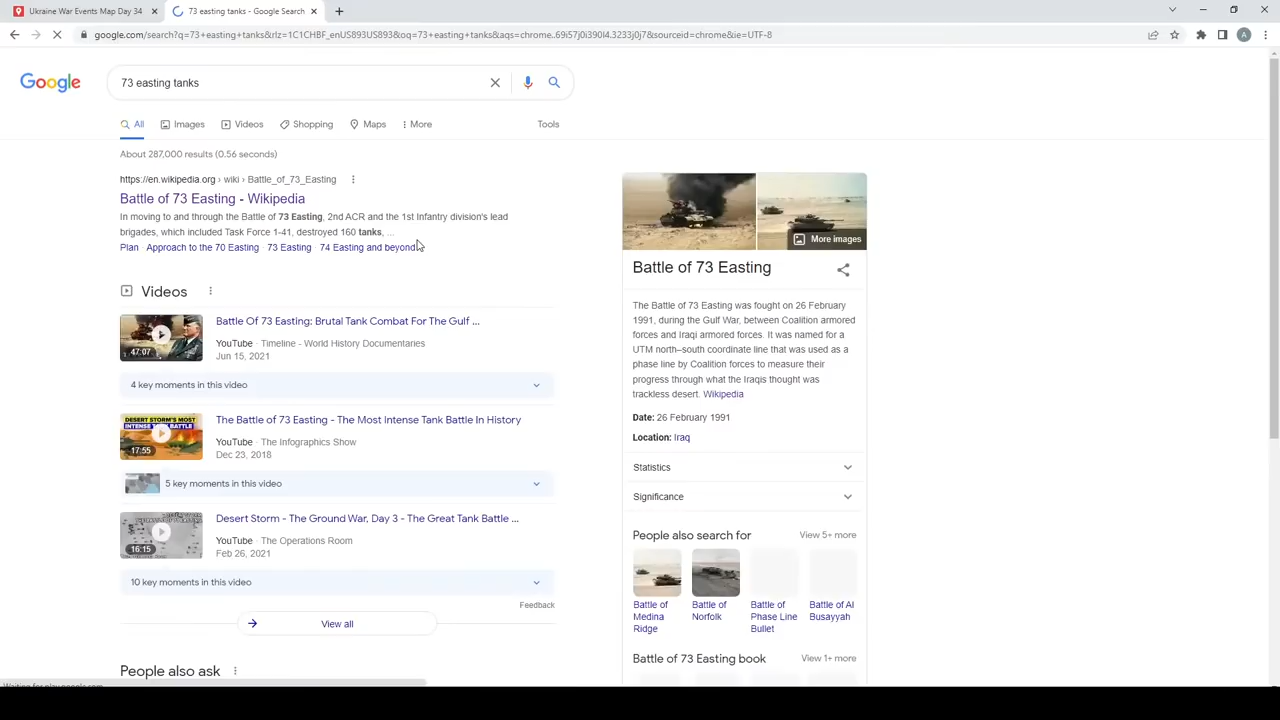 Ukraine War Events Map Day 34
73 easting tanks - Google Search
google.com/search?q=73+easting+tanks&rlz=1C1CHBF_enUS893US893&oq=73+easting+tanks&aqs=chrome..69i57j0i390l4.3233j0j7&sourceid=chrome&ie=UTF-8
A
Google
73 easting tanks
All Images Videos Shopping Maps More Tools
About 287,000 results (0.56 seconds)
https://en.wikipedia.org › wiki › Battle_of_73_Easting
Battle of 73 Easting - Wikipedia
In moving to and through the Battle of 73 Easting, 2nd ACR and the 1st Infantry division's lead
brigades, which included Task Force 1-41, destroyed 160 tanks, ...
Plan · Approach to the 70 Easting · 73 Easting · 74 Easting and beyond
Videos
47:07
Battle Of 73 Easting: Brutal Tank Combat For The Gulf ...
YouTube · Timeline - World History Documentaries
Jun 15, 2021
4 key moments in this video
DESERT STORM'S MOST
INTENSE TANK BATTLE
17:55
The Battle of 73 Easting - The Most Intense Tank Battle In History
YouTube · The Infographics Show
Dec 23, 2018
5 key moments in this video
16:15
Desert Storm - The Ground War, Day 3 - The Great Tank Battle ...
YouTube · The Operations Room
Feb 26, 2021
10 key moments in this video
Feedback
View all
People also ask
Waiting for play.google.com...
More images
Battle of 73 Easting
The Battle of 73 Easting was fought on 26 February
1991, during the Gulf War, between Coalition armored
forces and Iraqi armored forces. It was named for a
UTM north–south coordinate line that was used as a
phase line by Coalition forces to measure their
progress through what the Iraqis thought was
trackless desert. Wikipedia
Date: 26 February 1991
Location: Iraq
Statistics
Significance
People also search for
View 5+ more
Battle of
Medina
Ridge
Battle of
Norfolk
Battle of
Phase Line
Bullet
Battle of Al
Busayyah
Battle of 73 Easting book
View 1+ more